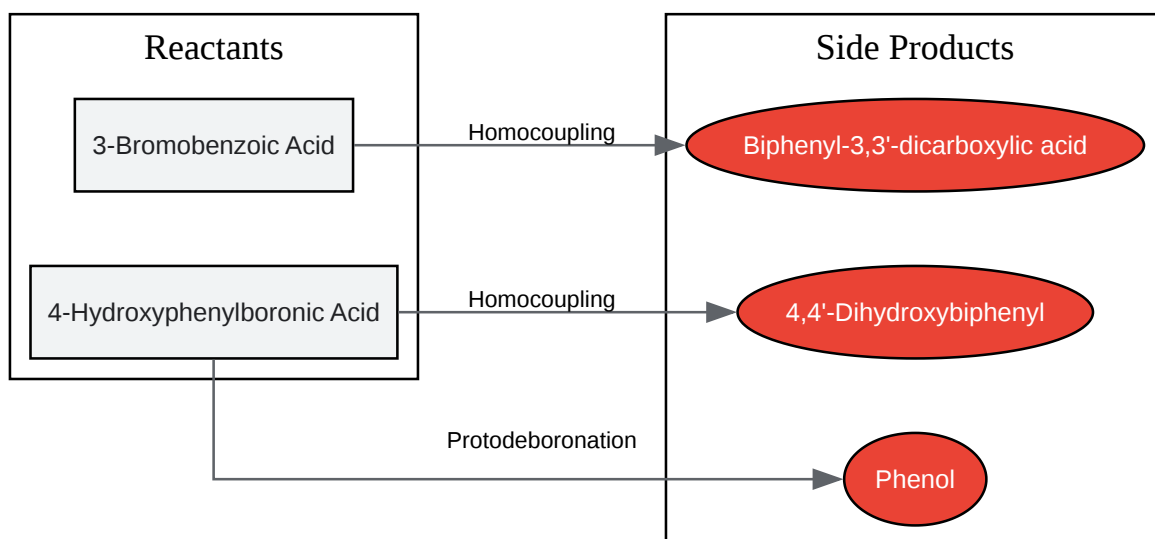 Reactants
Side Products
3-Bromobenzoic Acid
Homocoupling
Biphenyl-3,3'-dicarboxylic acid
4-Hydroxyphenylboronic Acid
Homocoupling
4,4'-Dihydroxybiphenyl
Protodeboronation
Phenol